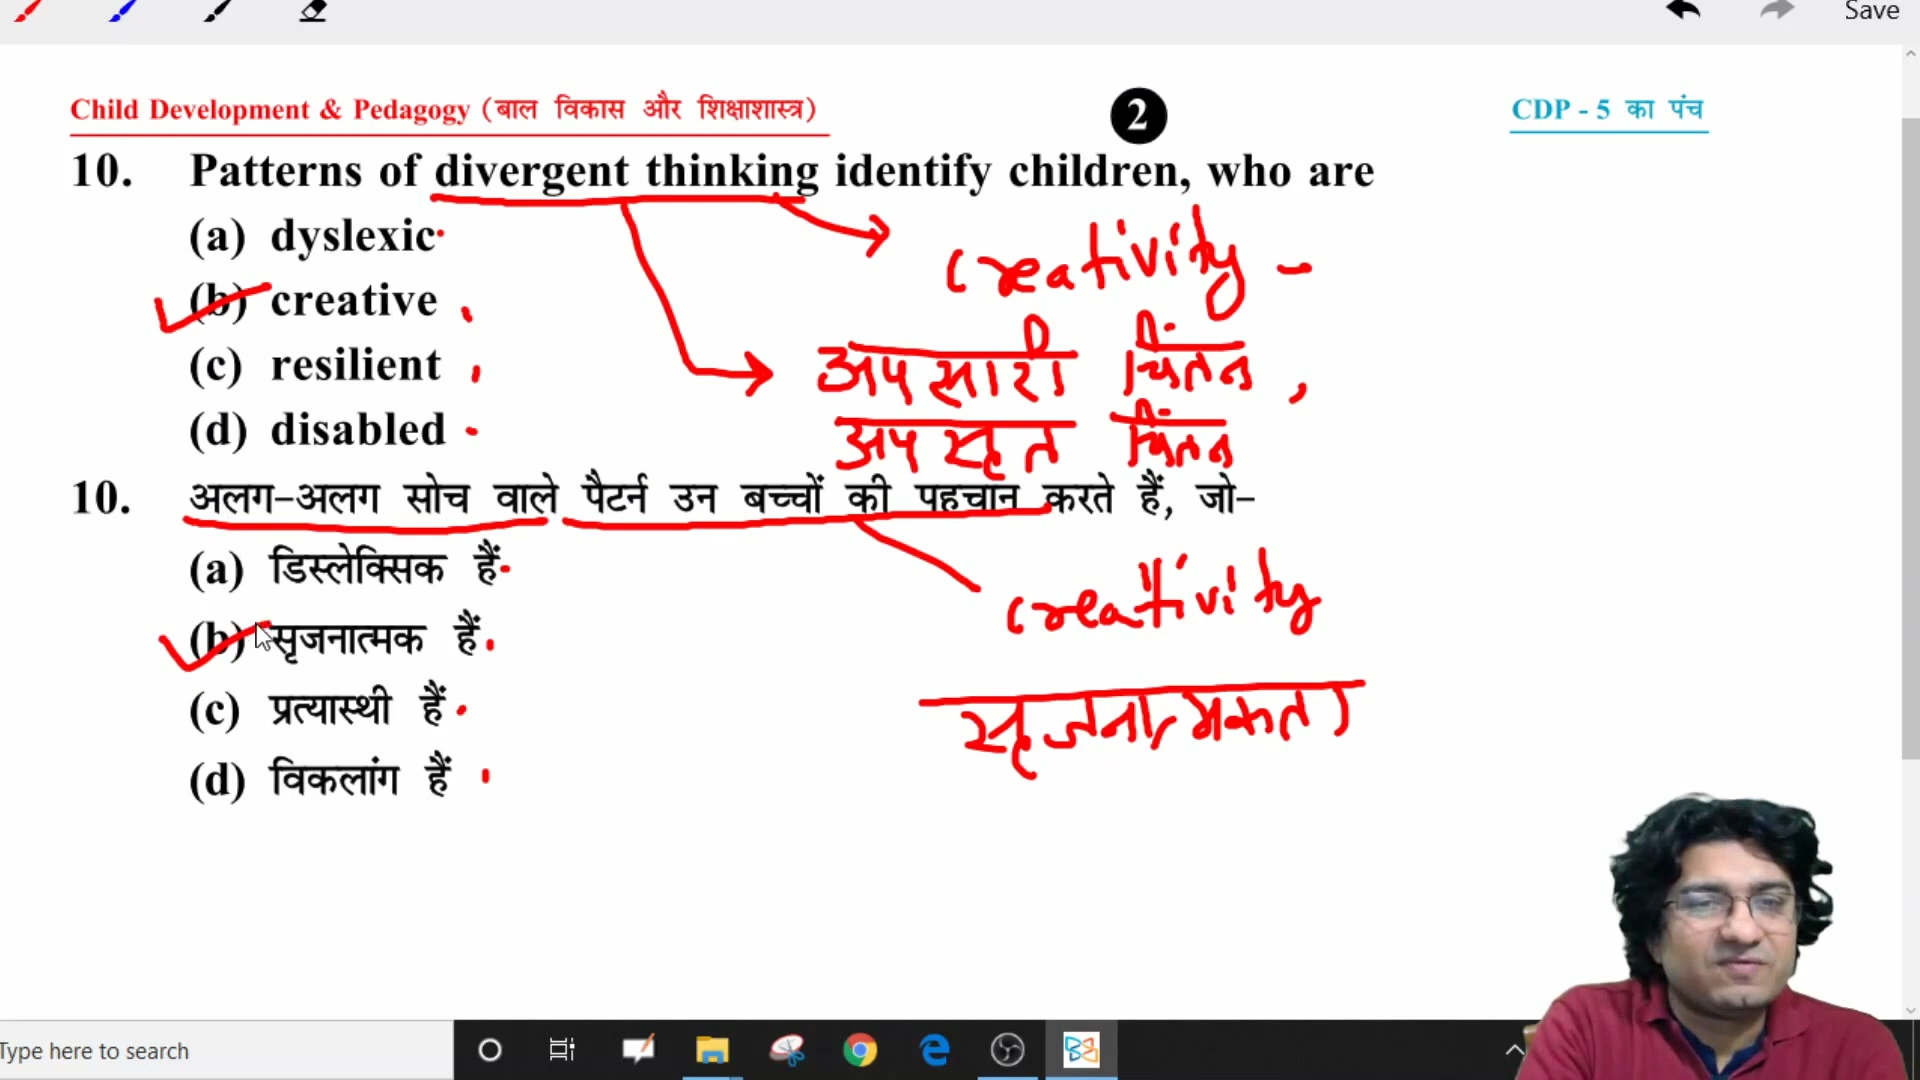 Save
Child Development & Pedagogy (बाल विकास और शिक्षाशास्त्र)
2
CDP - 5 का पंच
10. Patterns of divergent thinking identify children, who are
(a) dyslexic
(b) creative
(c) resilient
(d) disabled
creativity -
अपसारी चिंतन,
अपसृत चिंतन
10. अलग-अलग सोच वाले पैटर्न उन बच्चों की पहचान करते हैं, जो-
(a) डिस्लेक्सिक हैं
(b) सृजनात्मक हैं
(c) प्रत्यास्थी हैं
(d) विकलांग हैं
creativity
सृजनात्मकता
Type here to search